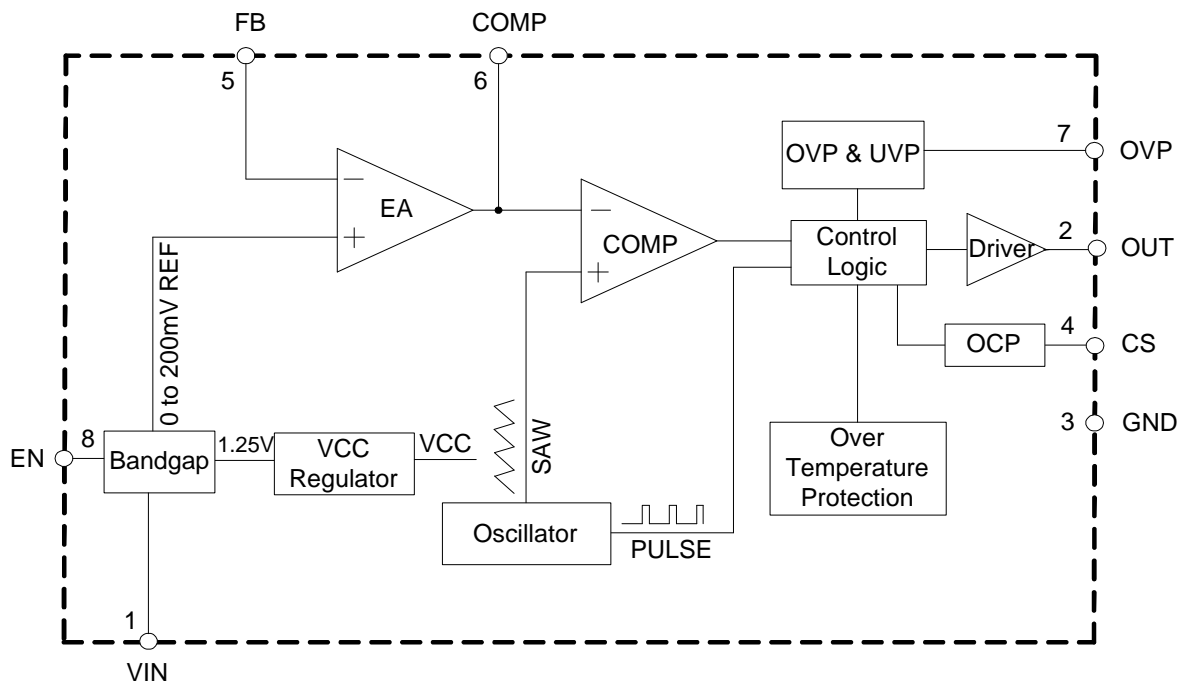 FB
COMP
5
6
7
OVP
OVP & UVP
EA
COMP
Control
Logic
Driver
2
OUT
0 to 200mV REF
OCP
4
CS
3
GND
SAW
EN
8
Bandgap
1.25V
VCC
Regulator
VCC
Over
Temperature
Protection
Oscillator
PULSE
1
VIN